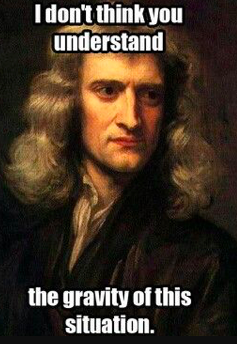 I don't think you
understand
the gravity of this
situation.